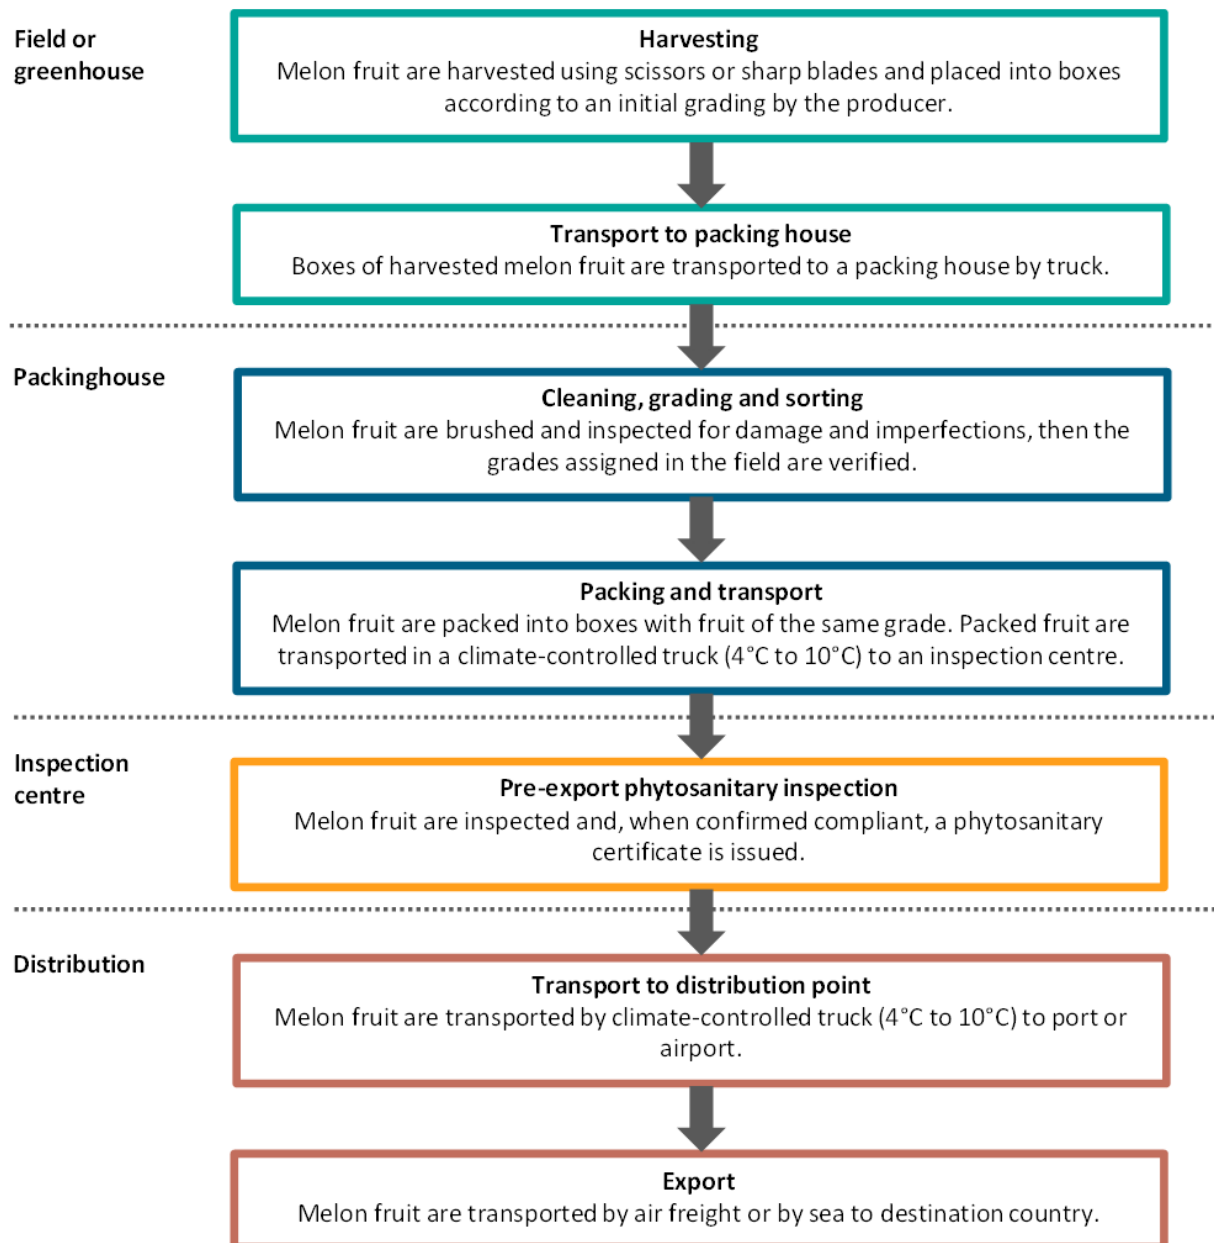 Field or
greenhouse
Harvesting
Melon fruit are harvested using scissors or sharp blades and placed into boxes
according to an initial grading by the producer.
Transport to packing house
Boxes of harvested melon fruit are transported to a packing house by truck.
Packinghouse
Cleaning, grading and sorting
Melon fruit are brushed and inspected for damage and imperfections, then the
grades assigned in the field are verified.
Packing and transport
Melon fruit are packed into boxes with fruit of the same grade. Packed fruit are
transported in a climate-controlled truck (4°C to 10°C) to an inspection centre.
Inspection
centre
Pre-export phytosanitary inspection
Melon fruit are inspected and, when confirmed compliant, a phytosanitary
certificate is issued.
Distribution
Transport to distribution point
Melon fruit are transported by climate-controlled truck (4°C to 10°C) to port or
airport.
Export
Melon fruit are transported by air freight or by sea to destination country.